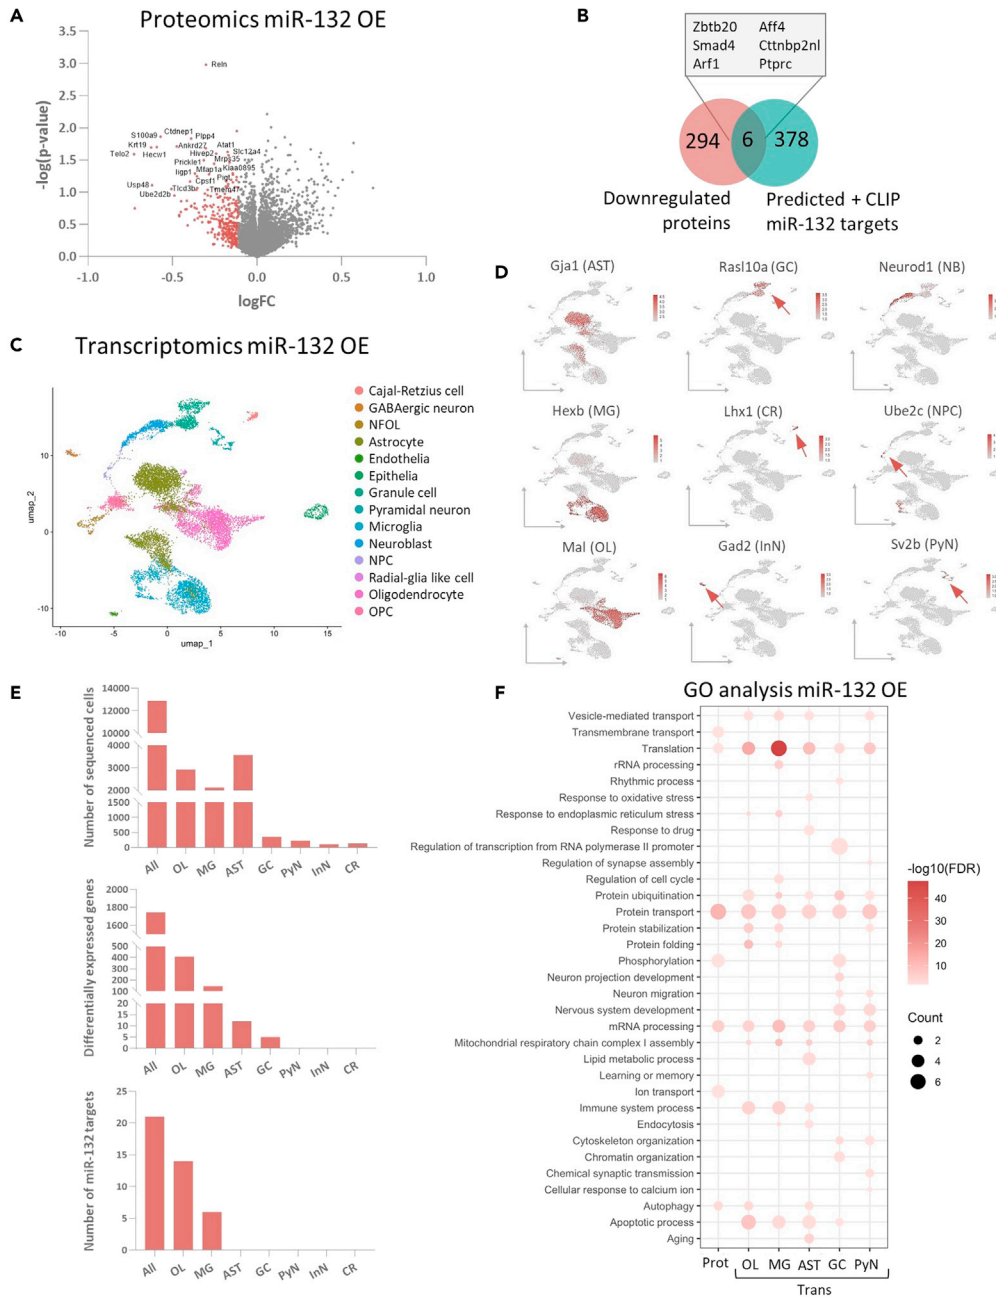 A
Proteomics miR-132 OE
3.5
3.0
2.5
2.0
1.5
1.0
0.5
0.0
-log(p-value)
-1.0
-0.5
0.0
0.5
1.0
logFC
Reln
S100a9
Ctdnep1
Plpp4
Krt19
Ankrd27
Atat1
Telo2
Hecw1
Hivep2
Slc12a4
Prickle1
Mrps35
Iigp1
Mfap1a
Kiaa0895
Cpst1
Pigt
Usp48
Tlcd3b
Tmem47
Ube2d2b
B
Zbtb20 Aff4
Smad4 Cttnbp2nl
Arf1 Ptprc
294 6 378
Downregulated
proteins
Predicted + CLIP
miR-132 targets
C
Transcriptomics miR-132 OE
Cajal-Retzius cell
GABAergic neuron
NFOL
Astrocyte
Endothelia
Epithelia
Granule cell
Pyramidal neuron
Microglia
Neuroblast
NPC
Radial-glia like cell
Oligodendrocyte
OPC
umap_2
10
0
-10
-10 -5 0 5 10 15
umap_1
D
Gja1 (AST) Rasl10a (GC) Neurod1 (NB)
Hexb (MG) Lhx1 (CR) Ube2c (NPC)
Mal (OL) Gad2 (InN) Sv2b (PyN)
E
Number of sequenced cells
14000
12000
10000
4000
3000
2000
1500
1000
500
0
All OL MG AST GC PyN InN CR
Differentially expressed genes
2000
1800
1600
500
400
300
200
100
20
15
10
5
0
All OL MG AST GC PyN InN CR
Number of miR-132 targets
25
20
15
10
5
0
All OL MG AST GC PyN InN CR
F
GO analysis miR-132 OE
Vesicle-mediated transport
Transmembrane transport
Translation
rRNA processing
Rhythmic process
Response to oxidative stress
Response to endoplasmic reticulum stress
Response to drug
Regulation of transcription from RNA polymerase II promoter
Regulation of synapse assembly
Regulation of cell cycle
Protein ubiquitination
Protein transport
Protein stabilization
Protein folding
Phosphorylation
Neuron projection development
Neuron migration
Nervous system development
mRNA processing
Mitochondrial respiratory chain complex I assembly
Lipid metabolic process
Learning or memory
Ion transport
Immune system process
Endocytosis
Cytoskeleton organization
Chromatin organization
Chemical synaptic transmission
Cellular response to calcium ion
Autophagy
Apoptotic process
Aging
Prot OL MG AST GC PyN
Trans
-log10(FDR)
40
30
20
10
Count
2
4
6